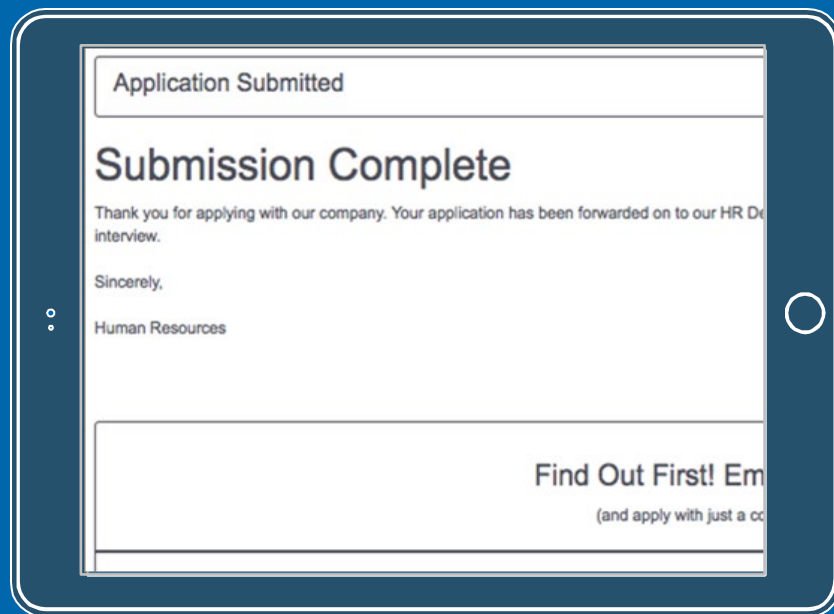 Application Submitted
Submission Complete
Thank you for applying with our company. Your application has been forwarded on to our HR
interview.
Sincerely,
Human Resources
Find Out First!
(and apply with just a